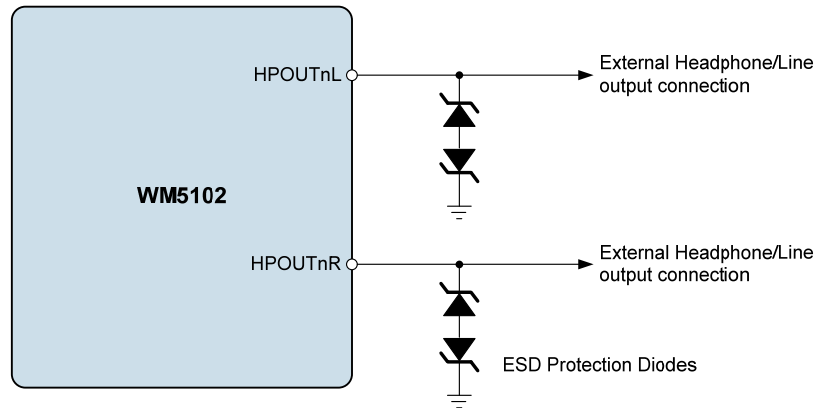 HPOUTnL
External Headphone/Line
output connection
WM5102
HPOUTnR
External Headphone/Line
output connection
ESD Protection Diodes